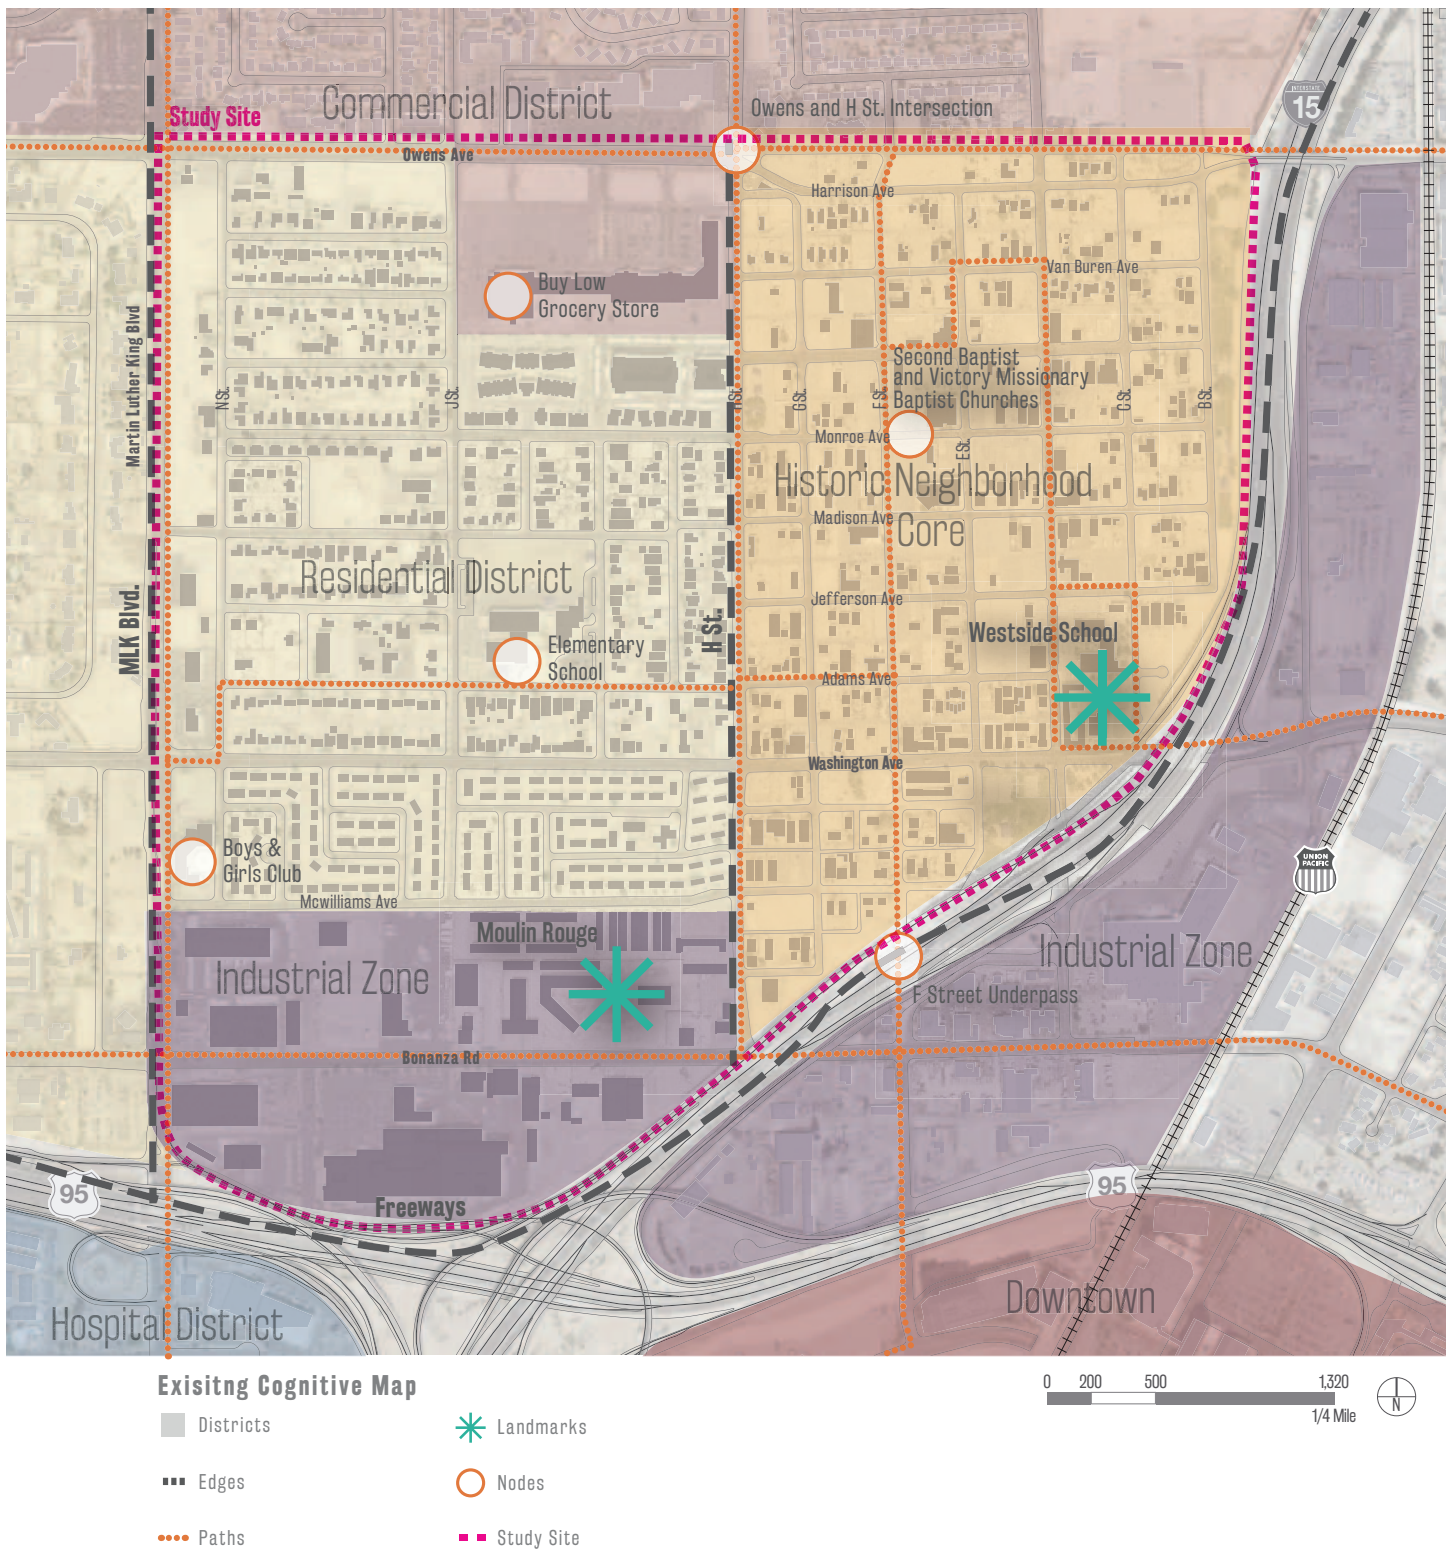 Commercial District
Study Site
Owens and H St. Intersection
INTERSTATE
15
Owens Ave
Harrison Ave
Van Buren Ave
Buy Low
Grocery Store
Martin Luther King Blvd
Second Baptist
and Victory Missionary
Baptist Churches
N St.
J St.
G St.
F St.
C St.
B St.
Monroe Ave
E St.
Historic Neighborhood
Core
Madison Ave
Residential District
Jefferson Ave
MLK Blvd.
H St.
Westside School
Elementary
School
Adams Ave
Washington Ave
Boys &
Girls Club
UNION
PACIFIC
Mcwilliams Ave
Moulin Rouge
Industrial Zone
Industrial Zone
F Street Underpass
Bonanza Rd
95
95
Freeways
Hospital District
Downtown
Exisitng Cognitive Map
Districts
Landmarks
Edges
Nodes
Paths
Study Site
0 200 500 1,320
1/4 Mile
N